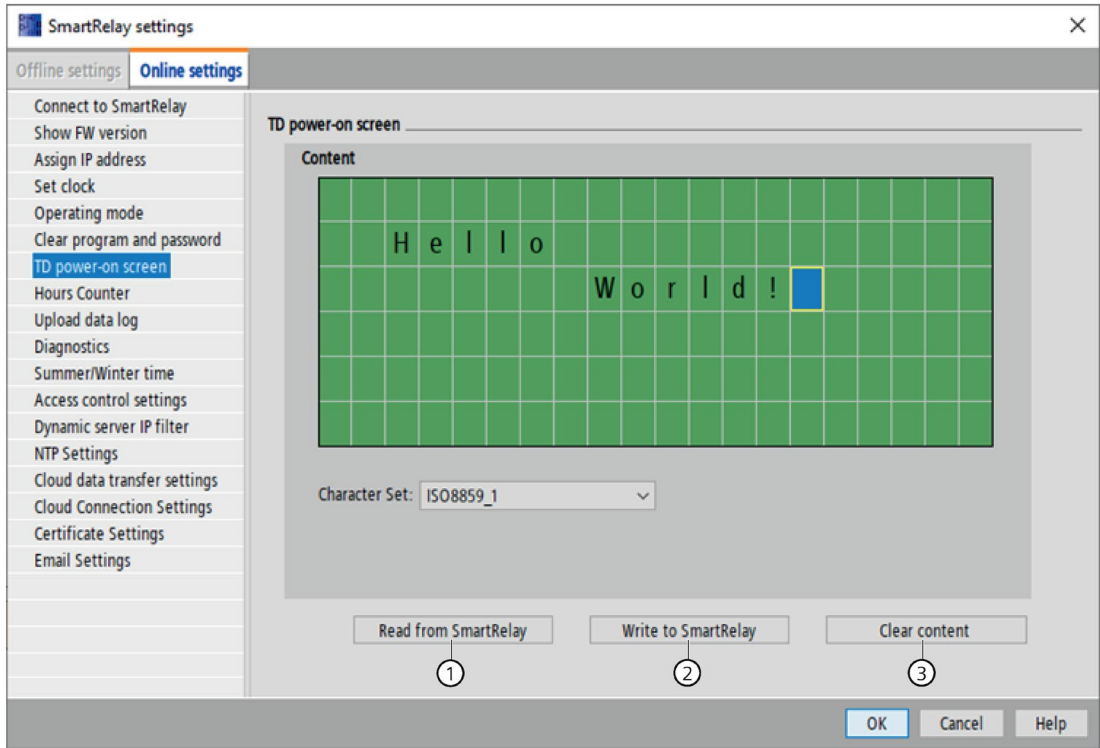 SmartRelay settings
Offline settings Online settings
Connect to SmartRelay
Show FW version
Assign IP address
Set clock
Operating mode
Clear program and password
TD power-on screen
Hours Counter
Upload data log
Diagnostics
Summer/Winter time
Access control settings
Dynamic server IP filter
NTP Settings
Cloud data transfer settings
Cloud Connection Settings
Certificate Settings
Email Settings
TD power-on screen
Content
Hello
World!
Character Set: ISO8859_1
Read from SmartRelay Write to SmartRelay Clear content
1 2 3
OK Cancel Help